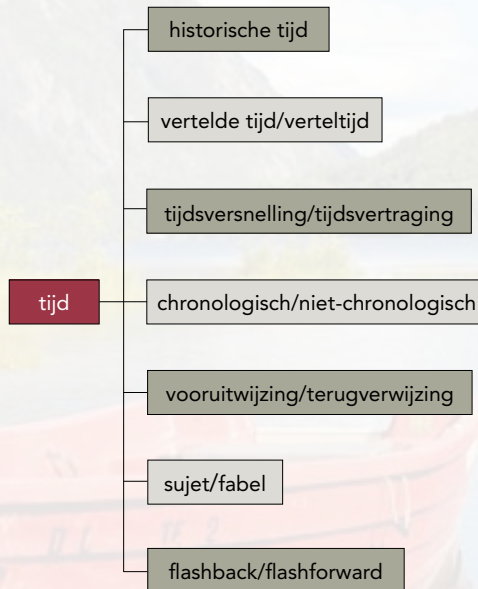 historische tijd
vertelde tijd/verteltijd
tijdsversnelling/tijdsvertraging
tijd
chronologisch/niet-chronologisch
vooruitwijzing/terugverwijzing
sujet/fabel
flashback/flashforward